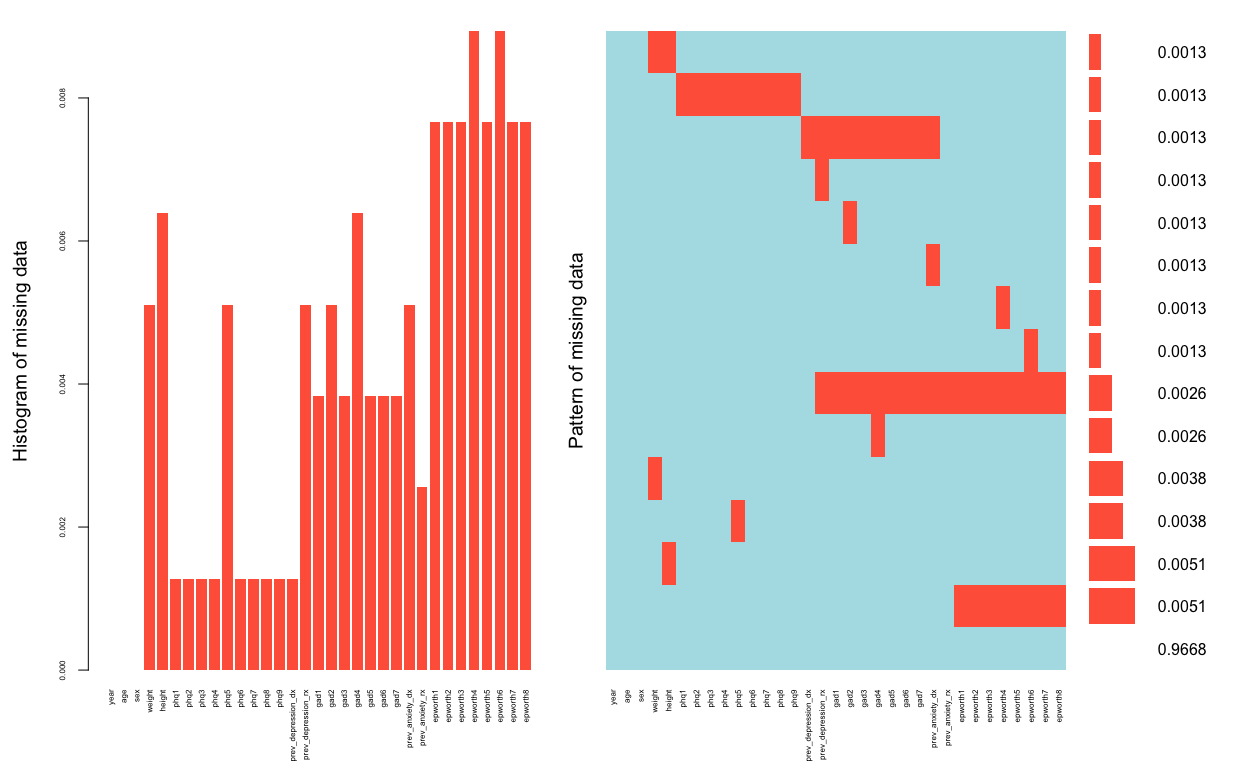 Histogram of missing data
0.008
0.006
0.004
0.002
0.000
year
age
sex
weight
height
phq1
phq2
phq3
phq4
phq5
phq6
phq7
phq8
phq9
prev_depression_dx
prev_depression_rx
gad1
gad2
gad3
gad4
gad5
gad6
gad7
prev_anxiety_dx
prev_anxiety_rx
epworth1
epworth2
epworth3
epworth4
epworth5
epworth6
epworth7
epworth8
Pattern of missing data
year
age
sex
weight
height
phq1
phq2
phq3
phq4
phq5
phq6
phq7
phq8
phq9
prev_depression_dx
prev_depression_rx
gad1
gad2
gad3
gad4
gad5
gad6
gad7
prev_anxiety_dx
prev_anxiety_rx
epworth1
epworth2
epworth3
epworth4
epworth5
epworth6
epworth7
epworth8
0.0013
0.0013
0.0013
0.0013
0.0013
0.0013
0.0013
0.0013
0.0026
0.0026
0.0038
0.0038
0.0051
0.0051
0.9668